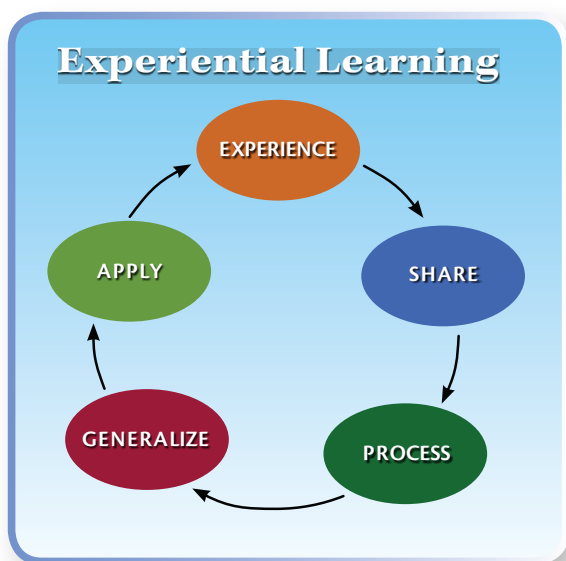 Experiential Learning
EXPERIENCE
SHARE
PROCESS
GENERALIZE
APPLY